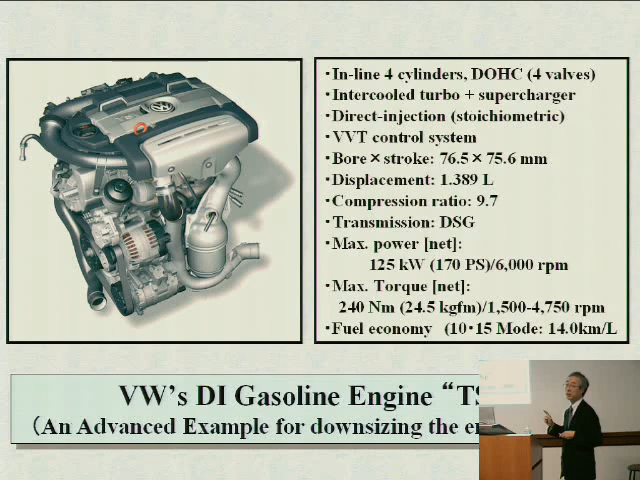 ・In-line 4 cylinders, DOHC (4 valves)
・Intercooled turbo + supercharger
・Direct-injection (stoichiometric)
・VVT control system
・Bore×stroke: 76.5×75.6 mm
・Displacement: 1.389 L
・Compression ratio: 9.7
・Transmission: DSG
・Max. power [net]:
125 kW (170 PS)/6,000 rpm
・Max. Torque [net]:
240 Nm (24.5 kgfm)/1,500-4,750 rpm
・Fuel economy (10・15 Mode: 14.0km/L
VW's DI Gasoline Engine “TS
(An Advanced Example for downsizing the en